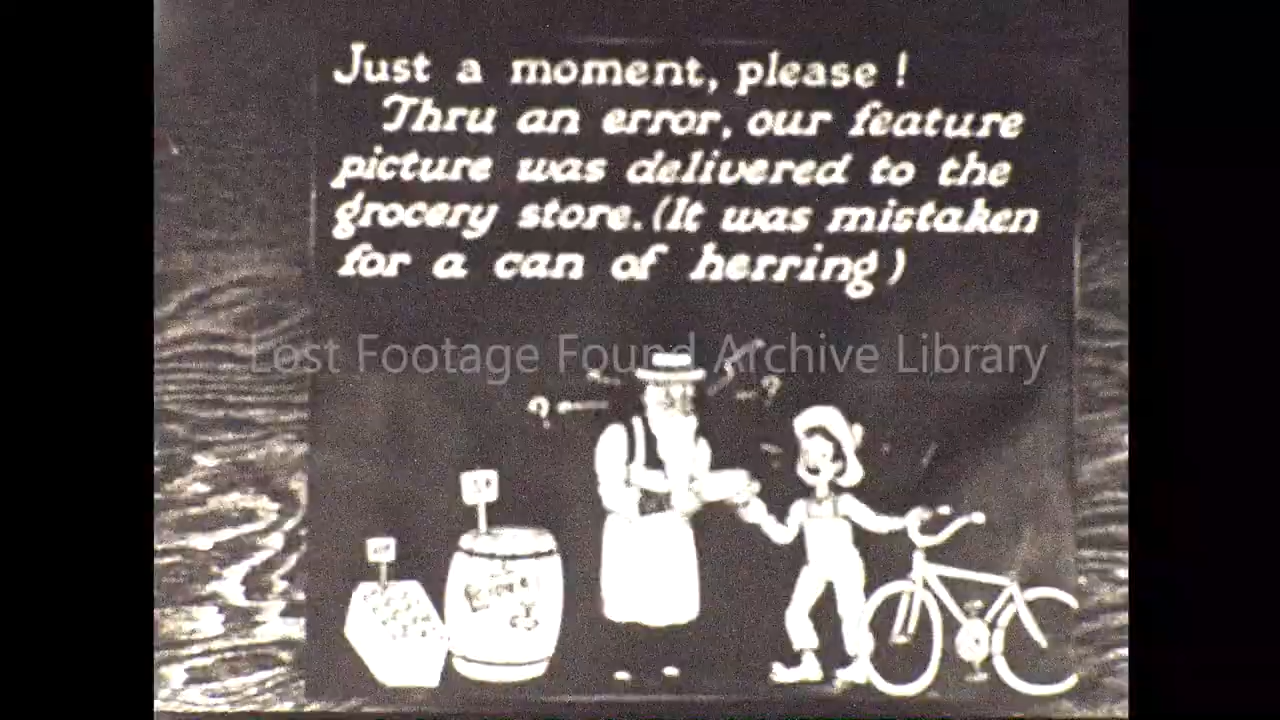 Just a moment, please !
Thru an error, our feature
picture was delivered to the
grocery store. (It was mistaken
for a can of herring)
Lost Footage Found Archive Library
?
?